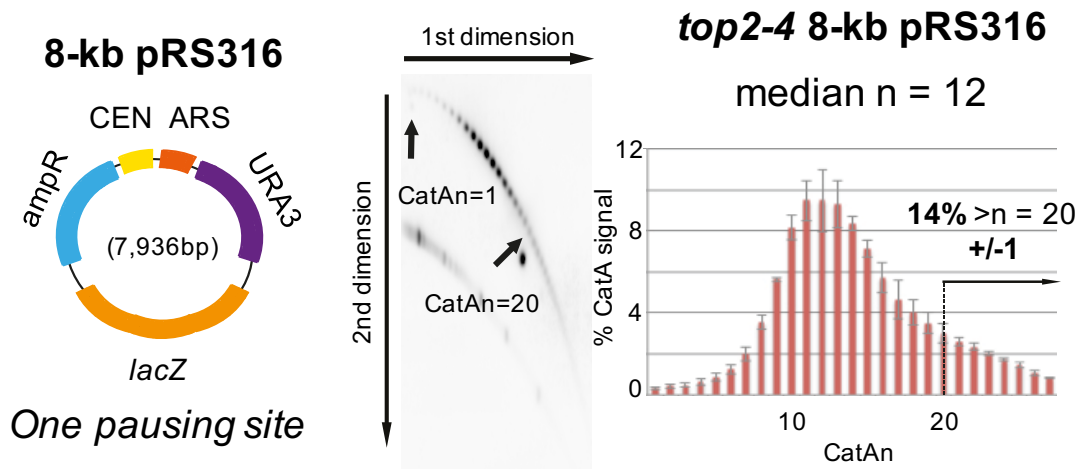 8-kb pRS316
CEN ARS
ampR
URA3
(7,936bp)
lacZ
One pausing site
1st dimension
2nd dimension
CatAn=1
CatAn=20
top2-4 8-kb pRS316
median n = 12
% CatA signal
12
8
4
0
14% >n = 20
+/-1
10 20
CatAn